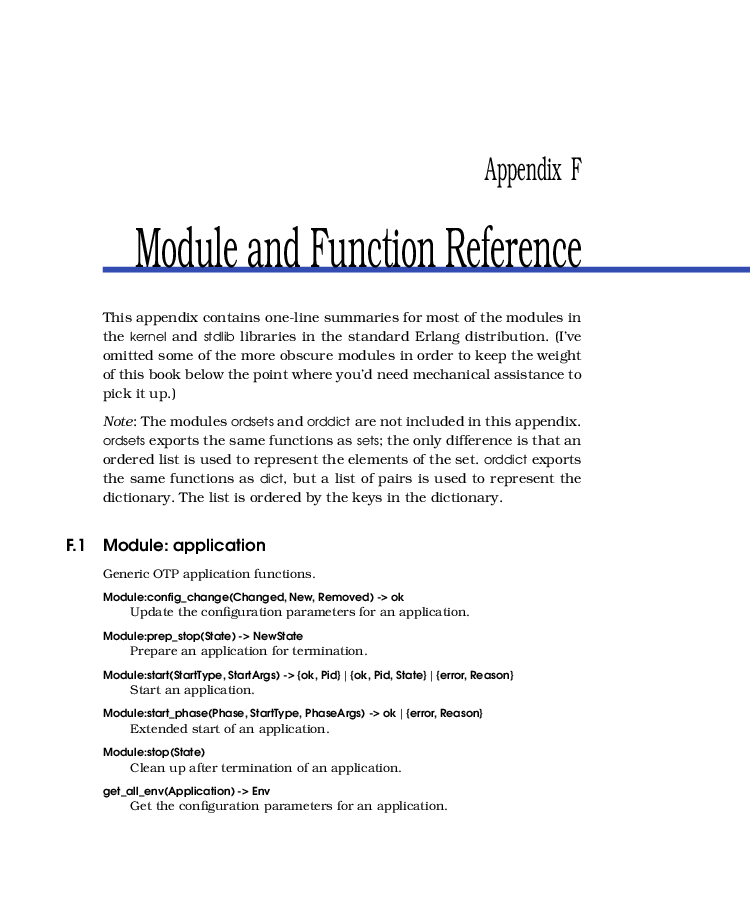 Appendix F
Module and Function Reference
This appendix contains one-line summaries for most of the modules in
the kernel and stdlib libraries in the standard Erlang distribution. (I've
omitted some of the more obscure modules in order to keep the weight
of this book below the point where you'd need mechanical assistance to
pick it up.)
Note: The modules ordsets and orddict are not included in this appendix.
ordsets exports the same functions as sets; the only difference is that an
ordered list is used to represent the elements of the set. orddict exports
the same functions as dict, but a list of pairs is used to represent the
dictionary. The list is ordered by the keys in the dictionary.
F.1 Module: application
Generic OTP application functions.
Module:config_change(Changed, New, Removed) -> ok
Update the configuration parameters for an application.
Module:prep_stop(State) -> NewState
Prepare an application for termination.
Module:start(StartType, StartArgs) -> {ok, Pid} | {ok, Pid, State} | {error, Reason}
Start an application.
Module:start_phase(Phase, StartType, PhaseArgs) -> ok | {error, Reason}
Extended start of an application.
Module:stop(State)
Clean up after termination of an application.
get_all_env(Application) -> Env
Get the configuration parameters for an application.